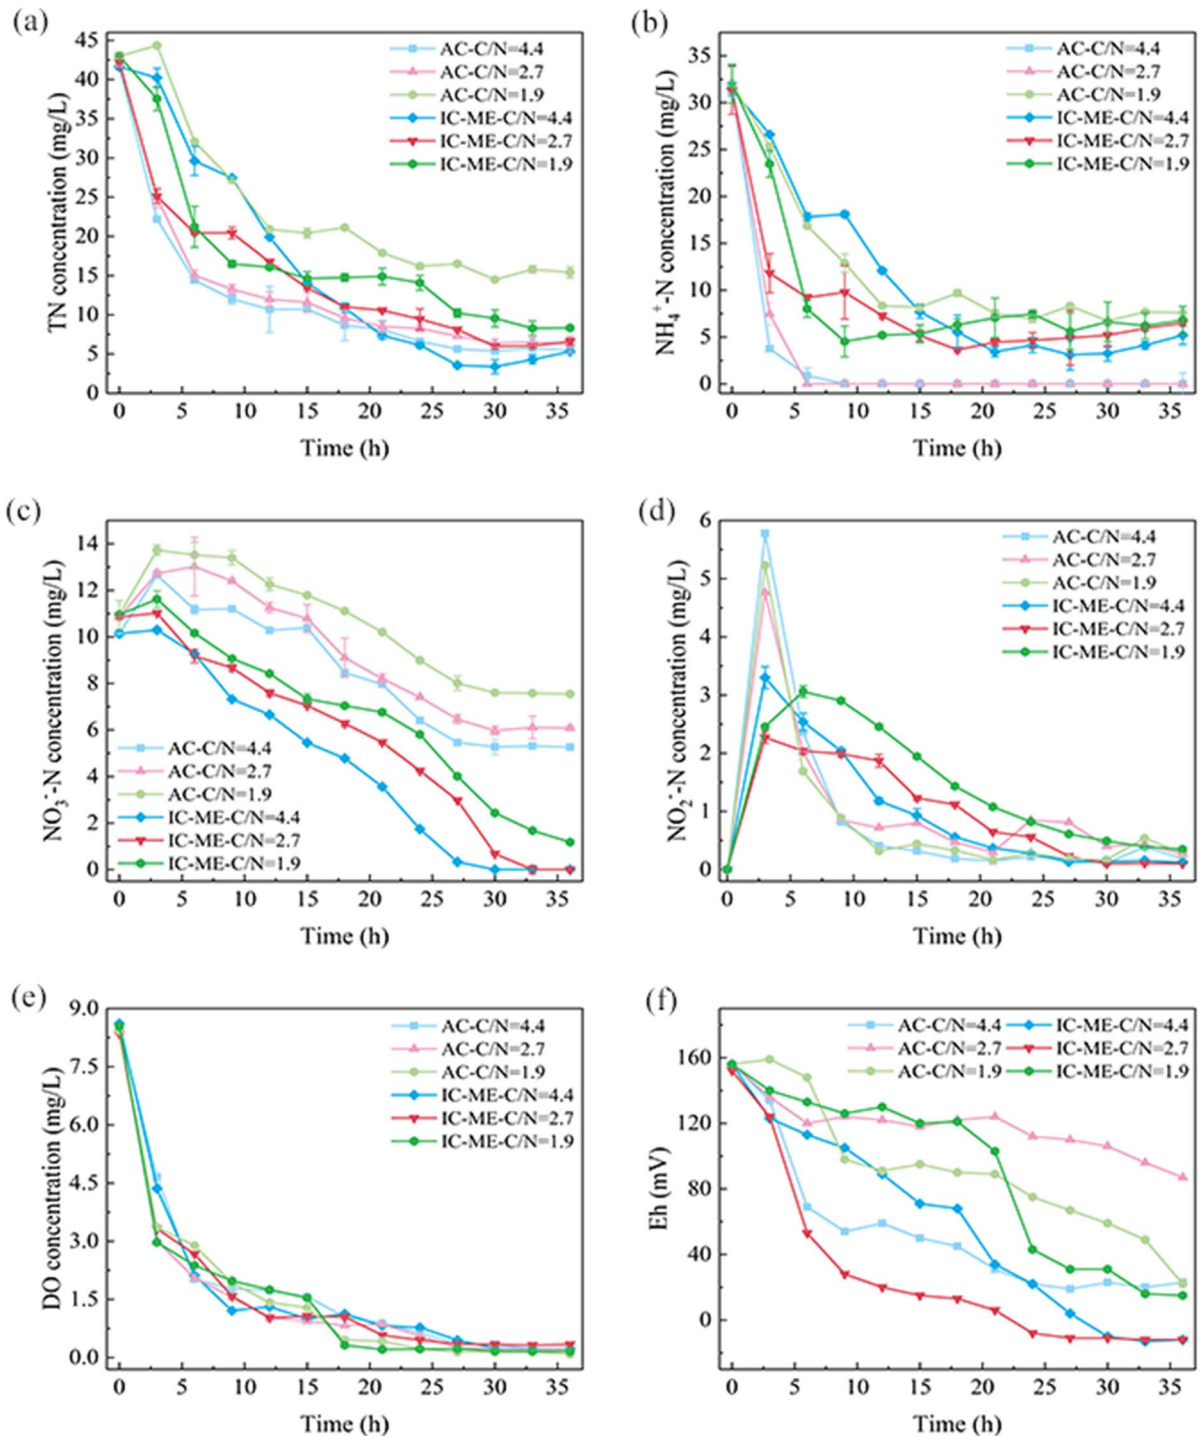 (a)
TN concentration (mg/L)
45
40
35
30
25
20
15
10
5
0
AC-C/N=4.4
AC-C/N=2.7
AC-C/N=1.9
IC-ME-C/N=4.4
IC-ME-C/N=2.7
IC-ME-C/N=1.9
0 5 10 15 20 25 30 35
Time (h)
(b)
NH₄⁺-N concentration (mg/L)
35
30
25
20
15
10
5
0
AC-C/N=4.4
AC-C/N=2.7
AC-C/N=1.9
IC-ME-C/N=4.4
IC-ME-C/N=2.7
IC-ME-C/N=1.9
0 5 10 15 20 25 30 35
Time (h)
(c)
NO₃⁻-N concentration (mg/L)
14
12
10
8
6
4
2
0
AC-C/N=4.4
AC-C/N=2.7
AC-C/N=1.9
IC-ME-C/N=4.4
IC-ME-C/N=2.7
IC-ME-C/N=1.9
0 5 10 15 20 25 30 35
Time (h)
(d)
NO₂⁻-N concentration (mg/L)
6
5
4
3
2
1
0
AC-C/N=4.4
AC-C/N=2.7
AC-C/N=1.9
IC-ME-C/N=4.4
IC-ME-C/N=2.7
IC-ME-C/N=1.9
0 5 10 15 20 25 30 35
Time (h)
(e)
DO concentration (mg/L)
9.0
7.5
6.0
4.5
3.0
1.5
0.0
AC-C/N=4.4
AC-C/N=2.7
AC-C/N=1.9
IC-ME-C/N=4.4
IC-ME-C/N=2.7
IC-ME-C/N=1.9
0 5 10 15 20 25 30 35
Time (h)
(f)
Eh (mV)
160
120
80
40
0
AC-C/N=4.4 IC-ME-C/N=4.4
AC-C/N=2.7 IC-ME-C/N=2.7
AC-C/N=1.9 IC-ME-C/N=1.9
0 5 10 15 20 25 30 35
Time (h)